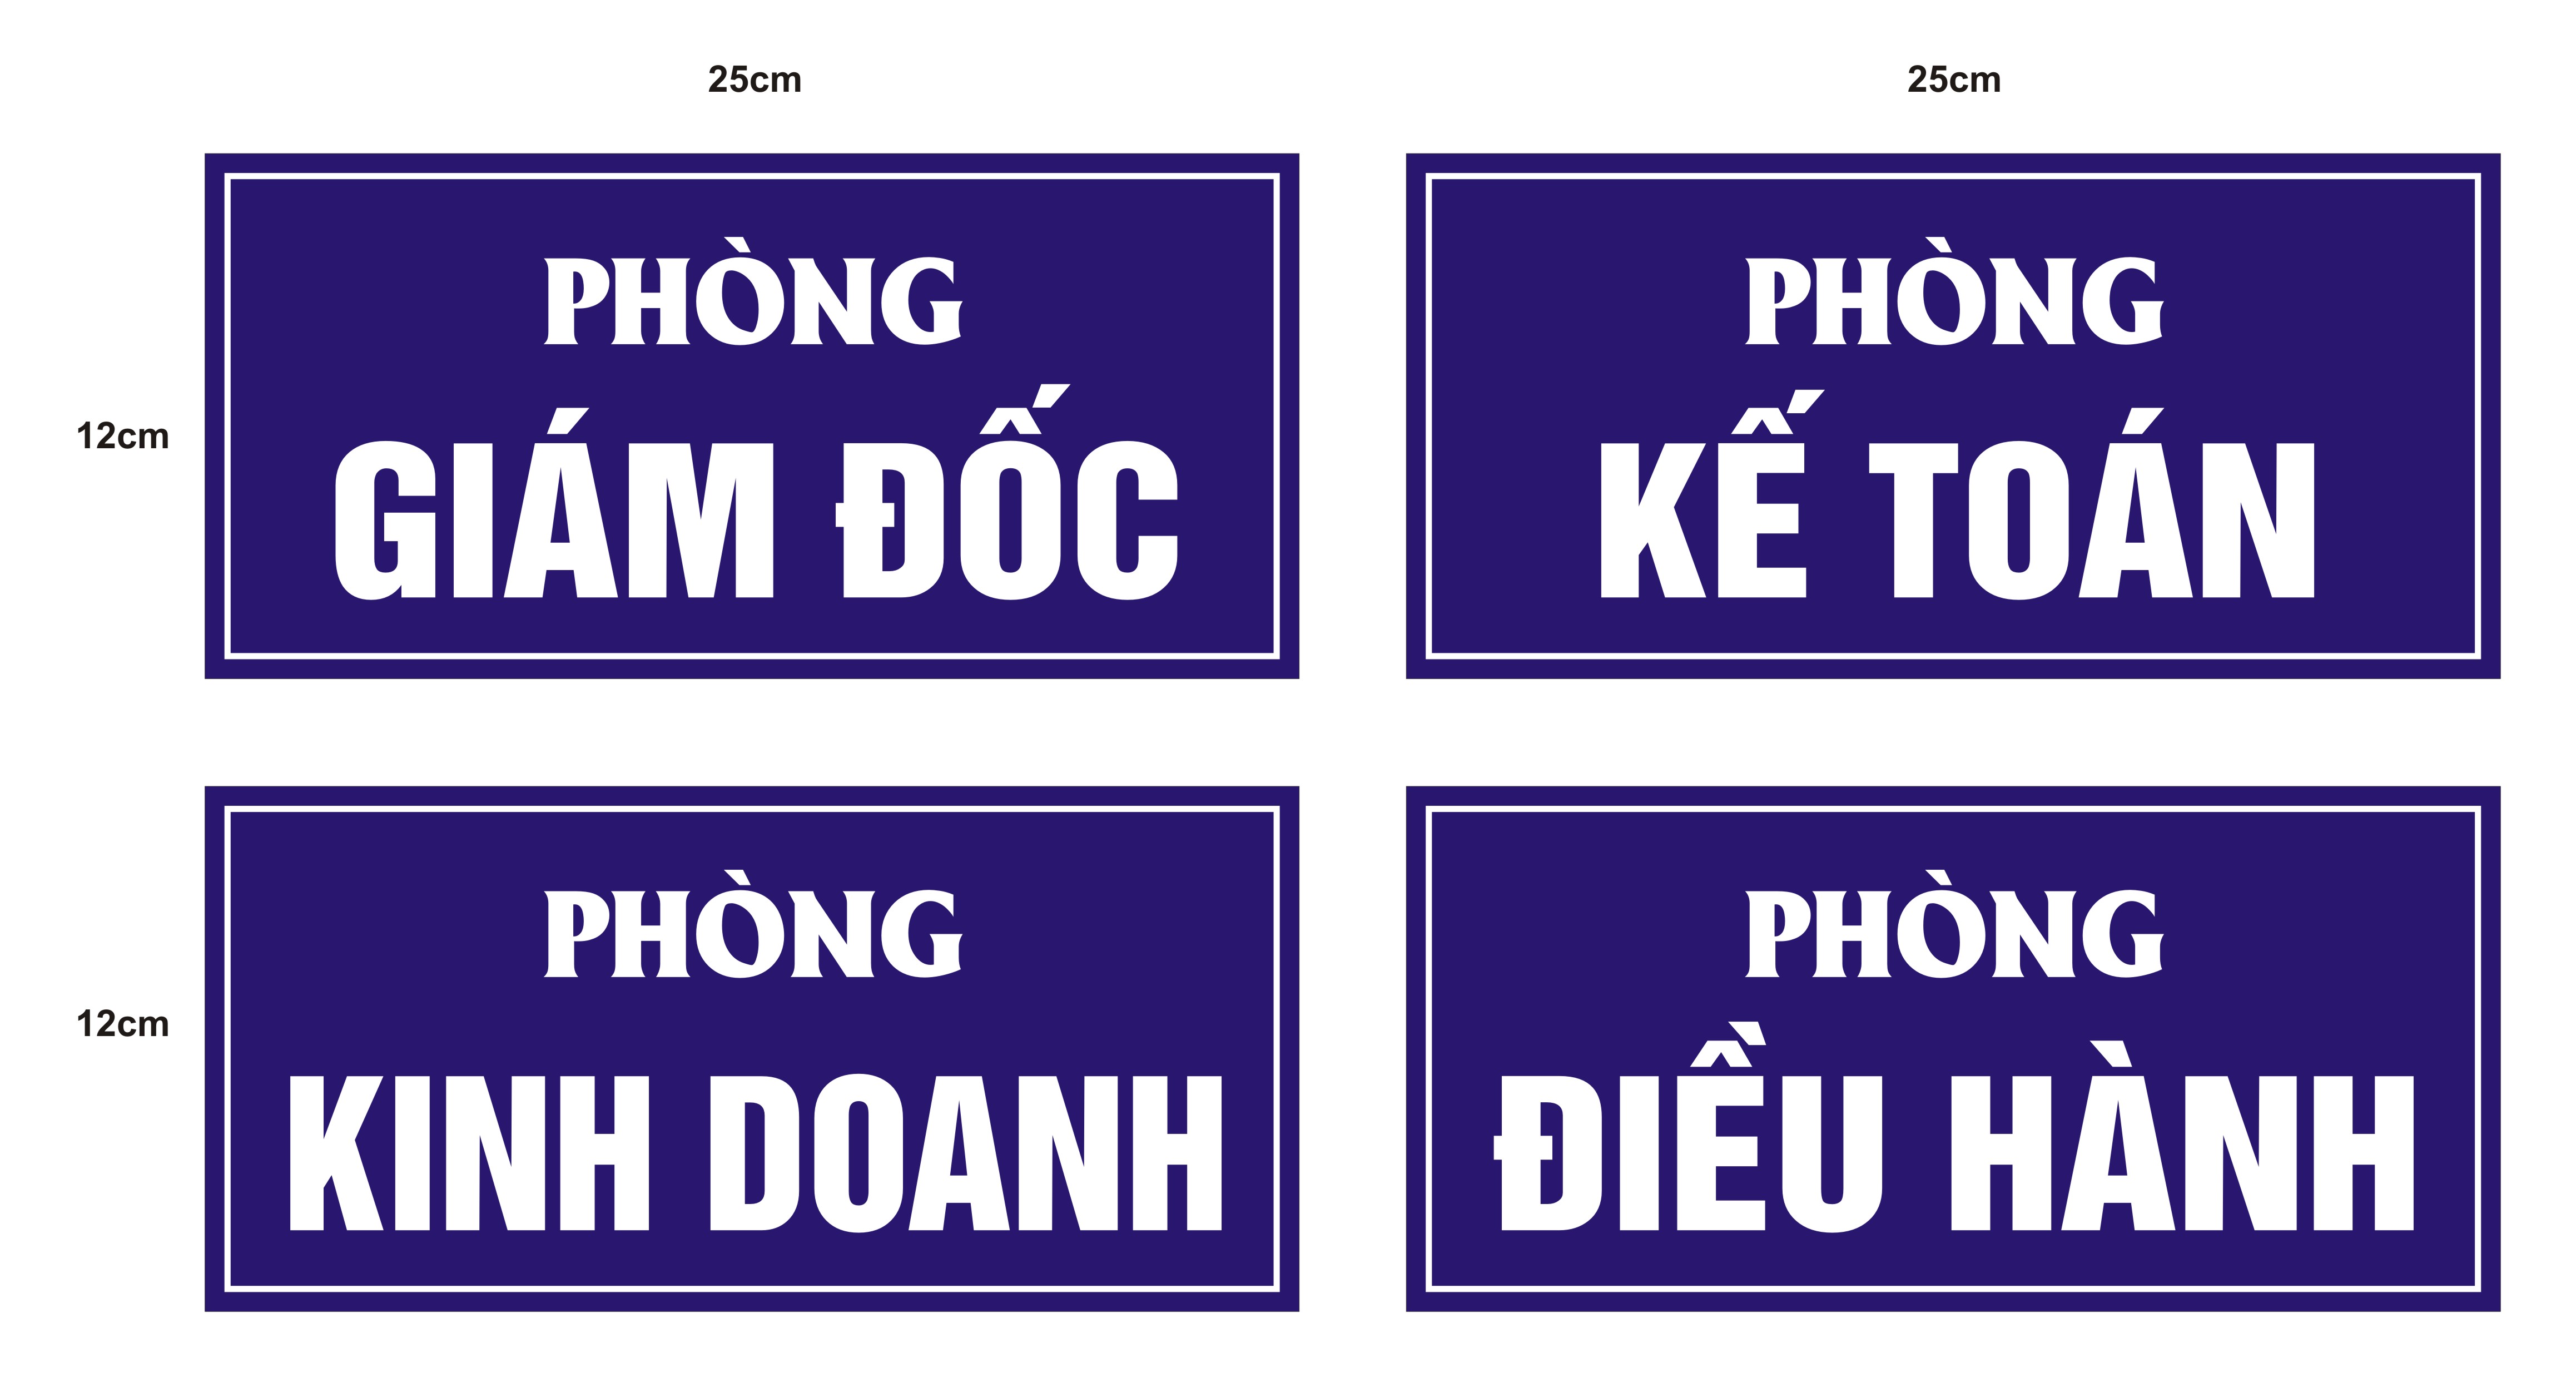 25cm
25cm
12cm
PHÒNG
GIÁM ĐỐC
PHÒNG
KẾ TOÁN
12cm
PHÒNG
KINH DOANH
PHÒNG
ĐIỀU HÀNH